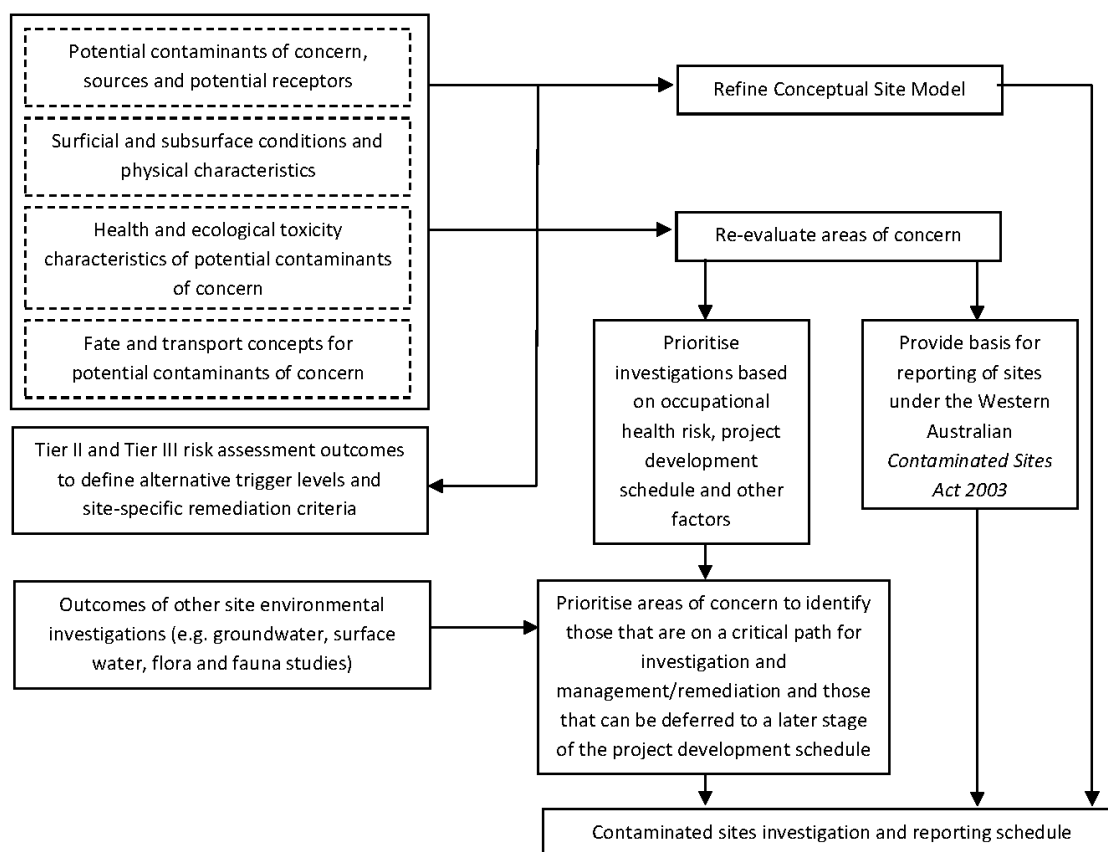 Potential contaminants of concern,
sources and potential receptors
Surficial and subsurface conditions and
physical characteristics
Health and ecological toxicity
characteristics of potential contaminants
of concern
Fate and transport concepts for
potential contaminants of concern
Refine Conceptual Site Model
Re-evaluate areas of concern
Prioritise
investigations based
on occupational
health risk, project
development
schedule and other
factors
Provide basis for
reporting of sites
under the Western
Australian
Contaminated Sites
Act 2003
Tier II and Tier III risk assessment outcomes
to define alternative trigger levels and
site-specific remediation criteria
Outcomes of other site environmental
investigations (e.g. groundwater, surface
water, flora and fauna studies)
Prioritise areas of concern to identify
those that are on a critical path for
investigation and
management/remediation and those
that can be deferred to a later stage
of the project development schedule
Contaminated sites investigation and reporting schedule